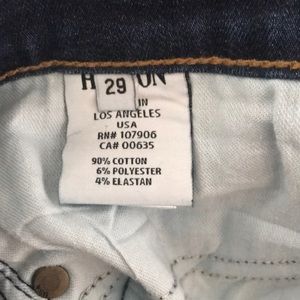 29
IN
LOS ANGELES
USA
RN# 107906
CA# 00635
90% COTTON
6% POLYESTER
4% ELASTAN